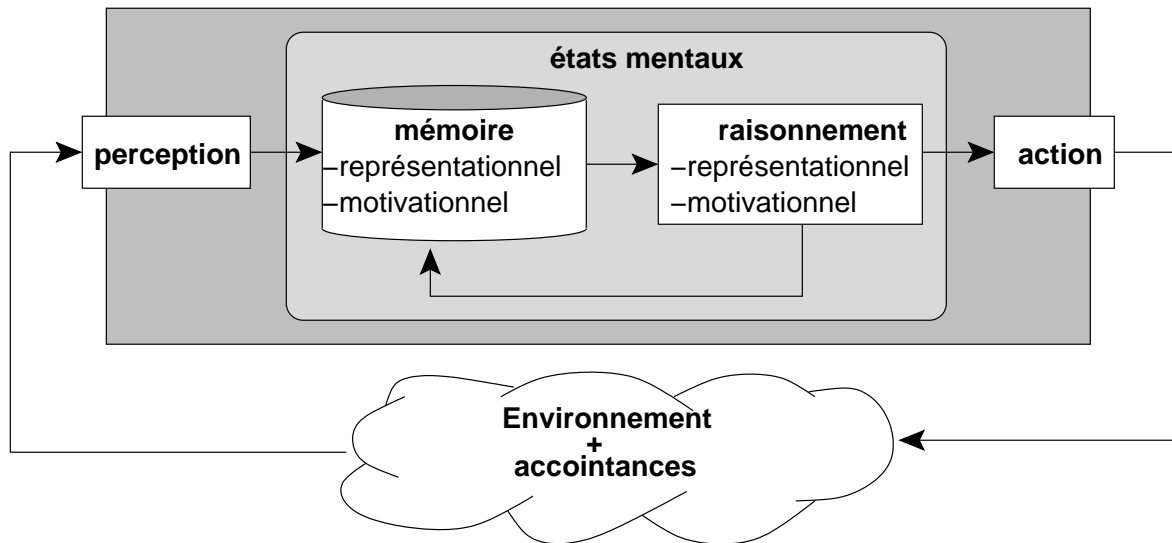 états mentaux
perception
mémoire
–représentationnel
–motivationnel
raisonnement
–représentationnel
–motivationnel
action
Environnement
+
accointances